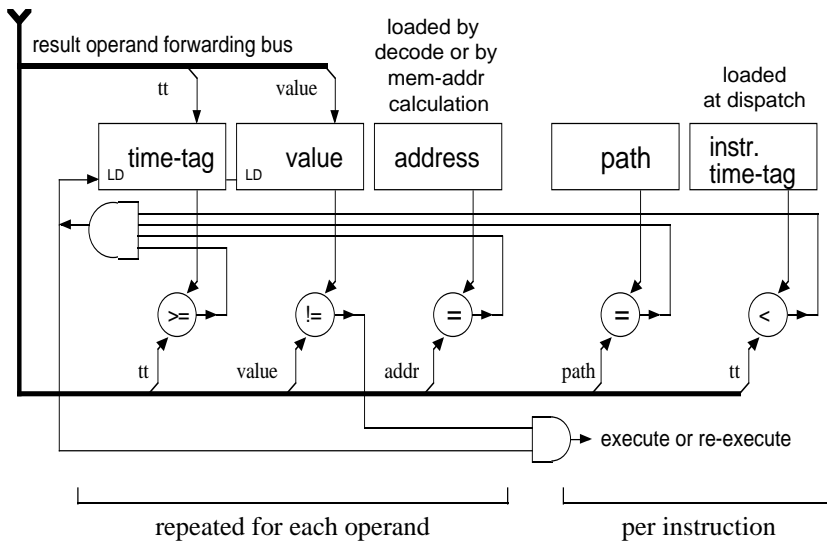 result operand forwarding bus
loaded by
decode or by
mem-addr
calculation
loaded
at dispatch
tt
value
time-tag
LD
value
LD
address
path
instr.
time-tag
>=
!=
=
=
<
tt
value
addr
path
tt
execute or re-execute
repeated for each operand
per instruction